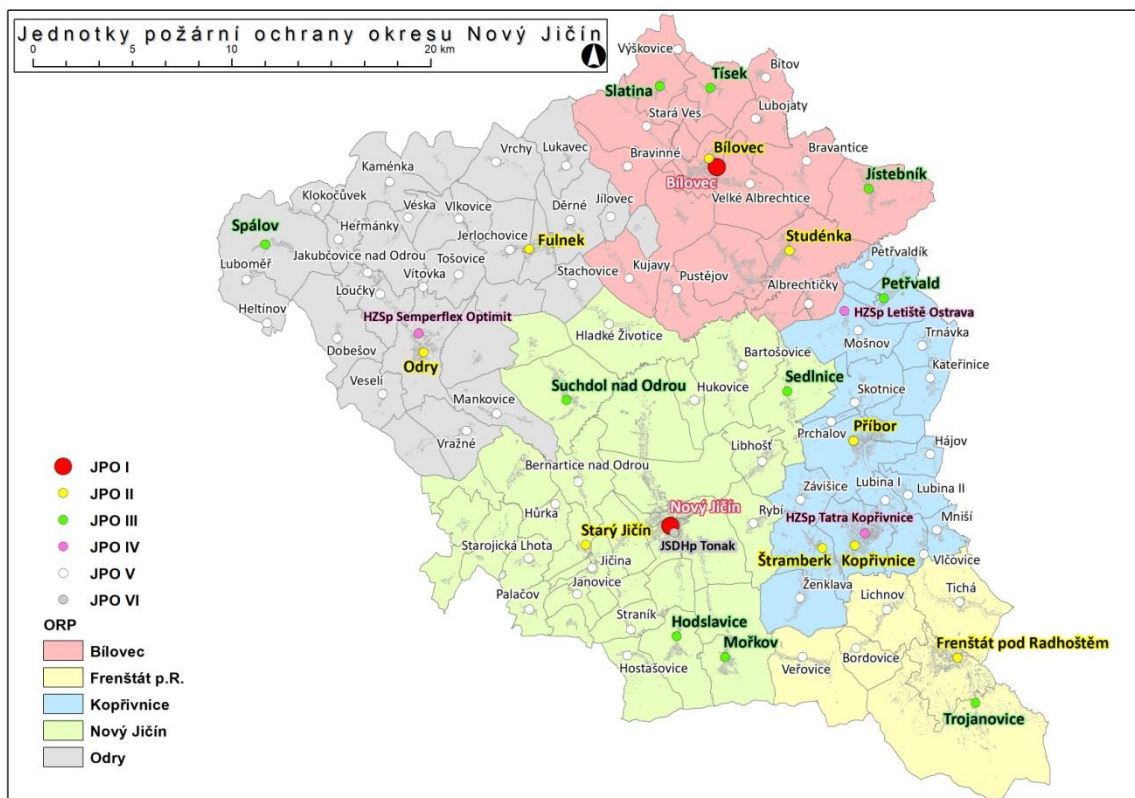 Jednotky požární ochrany okresu Nový Jičín
0 5 10 20 km
Výškovice
Bítov
Tísek
Slatina
Lubojaty
Stará Ves
Bílovec
Bravantice
Bravinné
Bílovec
Velké Albrechtice
Jístebník
Vrchy
Lukavec
Kaménka
Klokočůvek
Véska
Vlkovice
Děrné
Jílovec
Spálov
Heřmánky
Jerlochovice
Fulnek
Studénka
Jakubčovice nad Odrou
Tošovice
Petřvaldík
Luboměř
Vítovka
Stachovice
Kujavy
Pustějov
Albrechtičky
Petřvald
Loučky
Heltínov
HZSp Semperflex Optimit
HZSp Letiště Ostrava
Hladké Životice
Mošnov
Trnávka
Dobešov
Odry
Bartošovice
Kateřinice
Veselí
Suchdol nad Odrou
Hukovice
Sedlnice
Skotnice
Mankovice
Prchalov
Příbor
Vražné
Libhošť
Hájov
JPO I
Bernartice nad Odrou
Závišice
Lubina I
Lubina II
JPO II
Hůrka
Nový Jičín
Rybí
HZSp Tatra Kopřivnice
Mniší
JPO III
Starojická Lhota
Starý Jičín
JSDHp Tonak
Štramberk
Kopřivnice
Vlčovice
JPO IV
Jičina
JPO V
Janovice
Ženklava
Lichnov
Tichá
JPO VI
Palačov
Straník
ORP
Hodslavice
Mořkov
Frenštát pod Radhoštěm
Bílovec
Hostašovice
Veřovice
Bordovice
Frenštát p.R.
Kopřivnice
Trojanovice
Nový Jičín
Odry